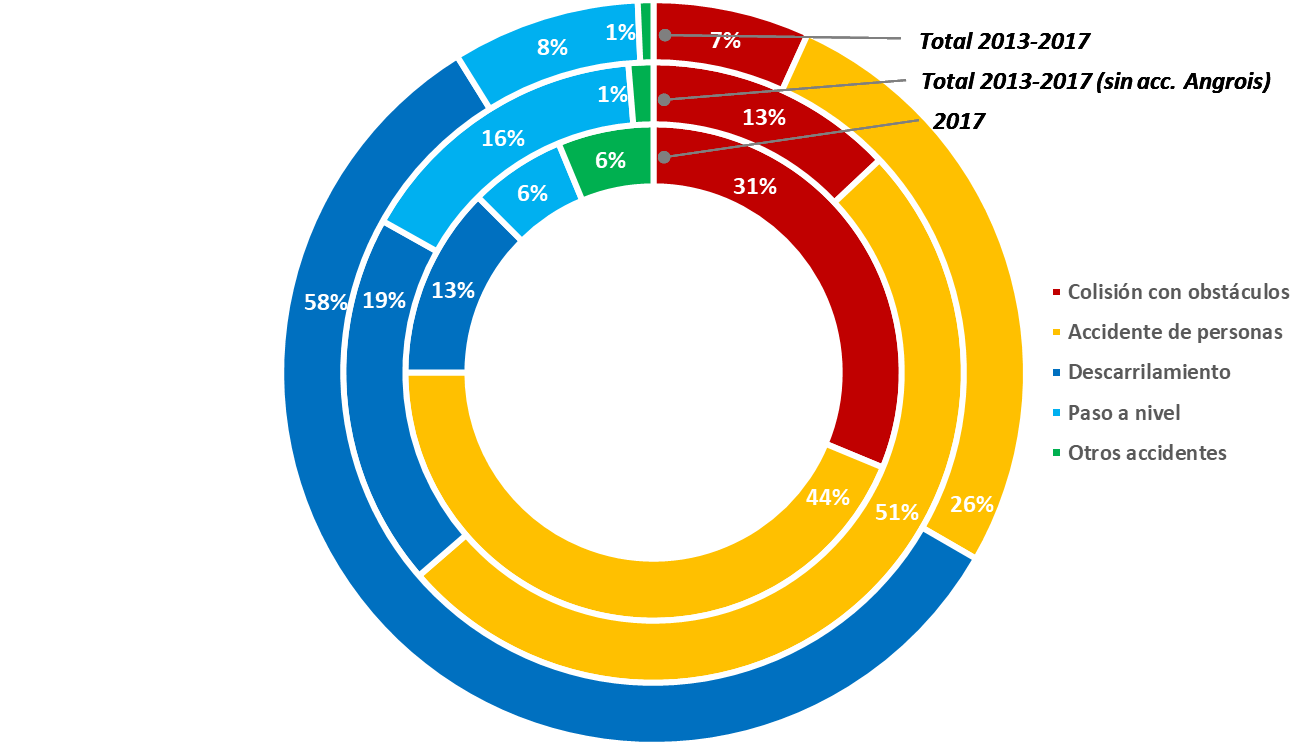 1%
7%
Total 2013-2017
8%
1%
Total 2013-2017 (sin acc. Angrois)
13%
2017
16%
6%
31%
6%
13%
19%
58%
44%
51%
26%
Colisión con obstáculos
Accidente de personas
Descarrilamiento
Paso a nivel
Otros accidentes